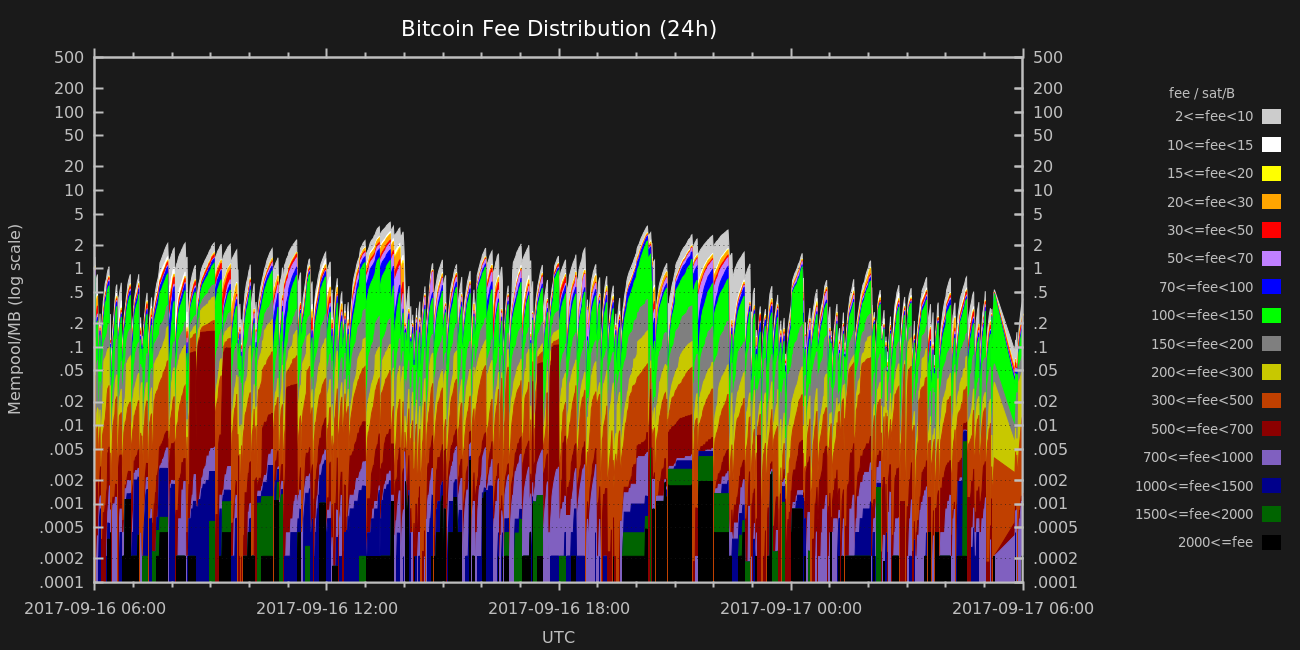 Bitcoin Fee Distribution (24h)
500
200
100
50
20
10
5
2
1
.5
.2
.1
.05
.02
.01
.005
.002
.001
.0005
.0002
.0001
Mempool/MB (log scale)
500
200
100
50
20
10
5
2
1
.5
.2
.1
.05
.02
.01
.005
.002
.001
.0005
.0002
.0001
2017-09-16 06:00
2017-09-16 12:00
2017-09-16 18:00
2017-09-17 00:00
2017-09-17 06:00
UTC
fee / sat/B
2<=fee<10
10<=fee<15
15<=fee<20
20<=fee<30
30<=fee<50
50<=fee<70
70<=fee<100
100<=fee<150
150<=fee<200
200<=fee<300
300<=fee<500
500<=fee<700
700<=fee<1000
1000<=fee<1500
1500<=fee<2000
2000<=fee